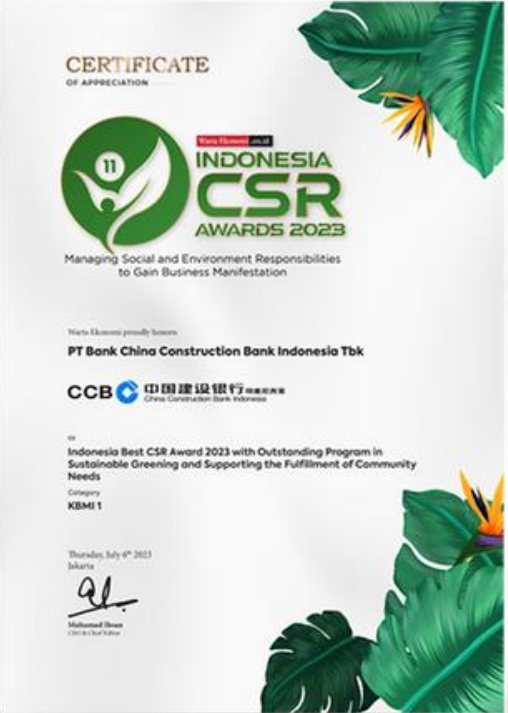 CERTIFICATE
OF APPRECIATION
11
Warta Ekonomi .co.id
INDONESIA
CSR
AWARDS 2023
Managing Social and Environment Responsibilities
to Gain Business Manifestation
Warta Ekonomi proudly honors
PT Bank China Construction Bank Indonesia Tbk
CCB 中国建设银行
China Construction Bank Indonesia
as
Indonesia Best CSR Award 2023 with Outstanding Program in
Sustainable Greening and Supporting the Fulfillment of Community
Needs
Category
KBMI 1
Thursday, July 6th 2023
Jakarta
Muhamad Ihsan
CEO & Chief Editor